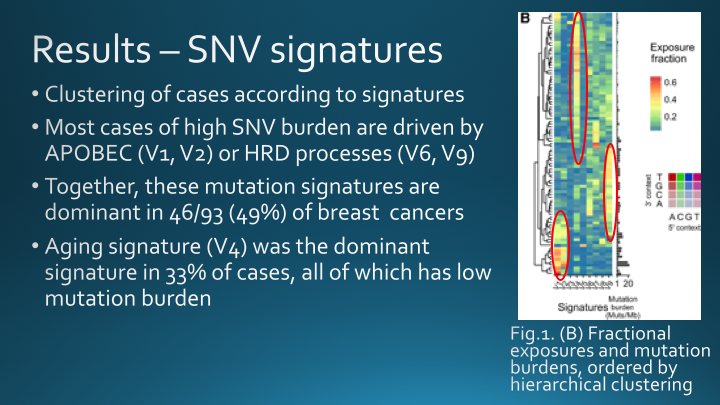 Results – SNV signatures
• Clustering of cases according to signatures
• Most cases of high SNV burden are driven by
APOBEC (V1, V2) or HRD processes (V6, V9)
• Together, these mutation signatures are
dominant in 46/93 (49%) of breast cancers
• Aging signature (V4) was the dominant
signature in 33% of cases, all of which has low
mutation burden
B
Exposure
fraction
0.6
0.4
0.2
3' context
T
G
C
A
A C G T
5' context
1 20
Signatures
Mutation
burden
(Muts/Mb)
Fig.1. (B) Fractional
exposures and mutation
burdens, ordered by
hierarchical clustering